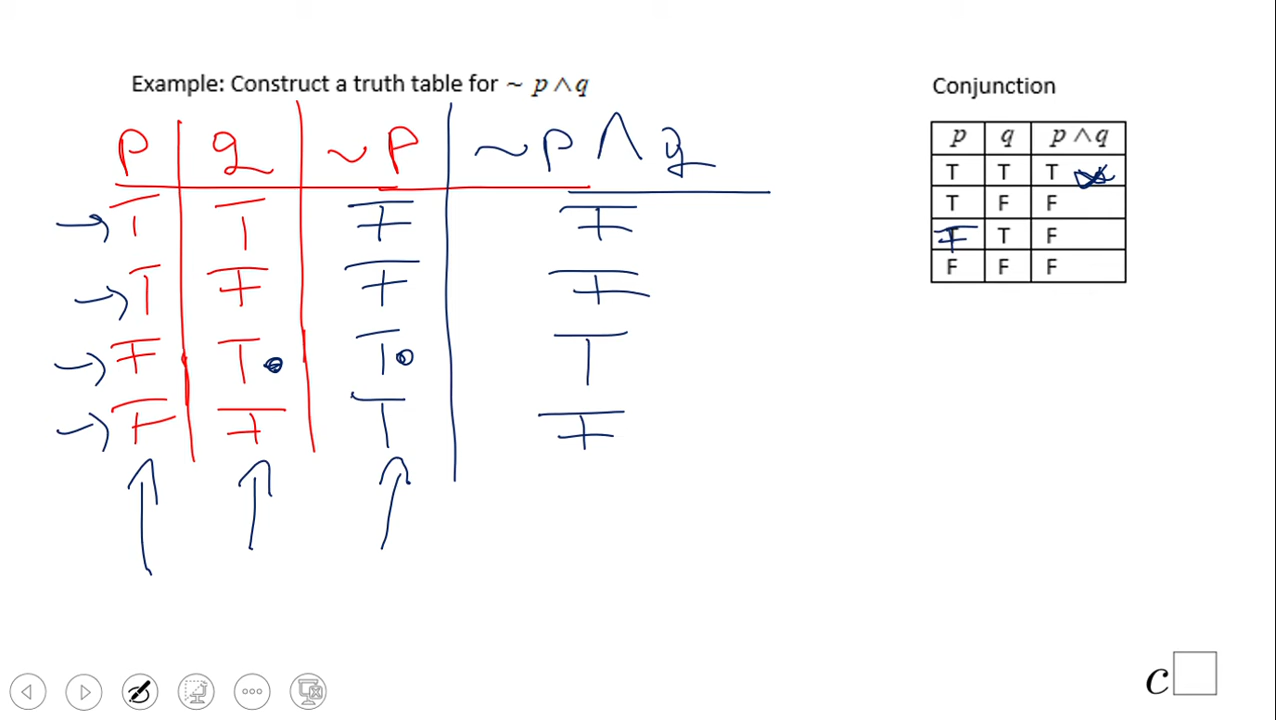 Example: Construct a truth table for ~ p ∧ q
p q ~ p ~ p ∧ q
T T F F
T F F F
F T T T
F F T F
Conjunction
p q p ∧ q
T T T
T F F
F T F
F F F
c